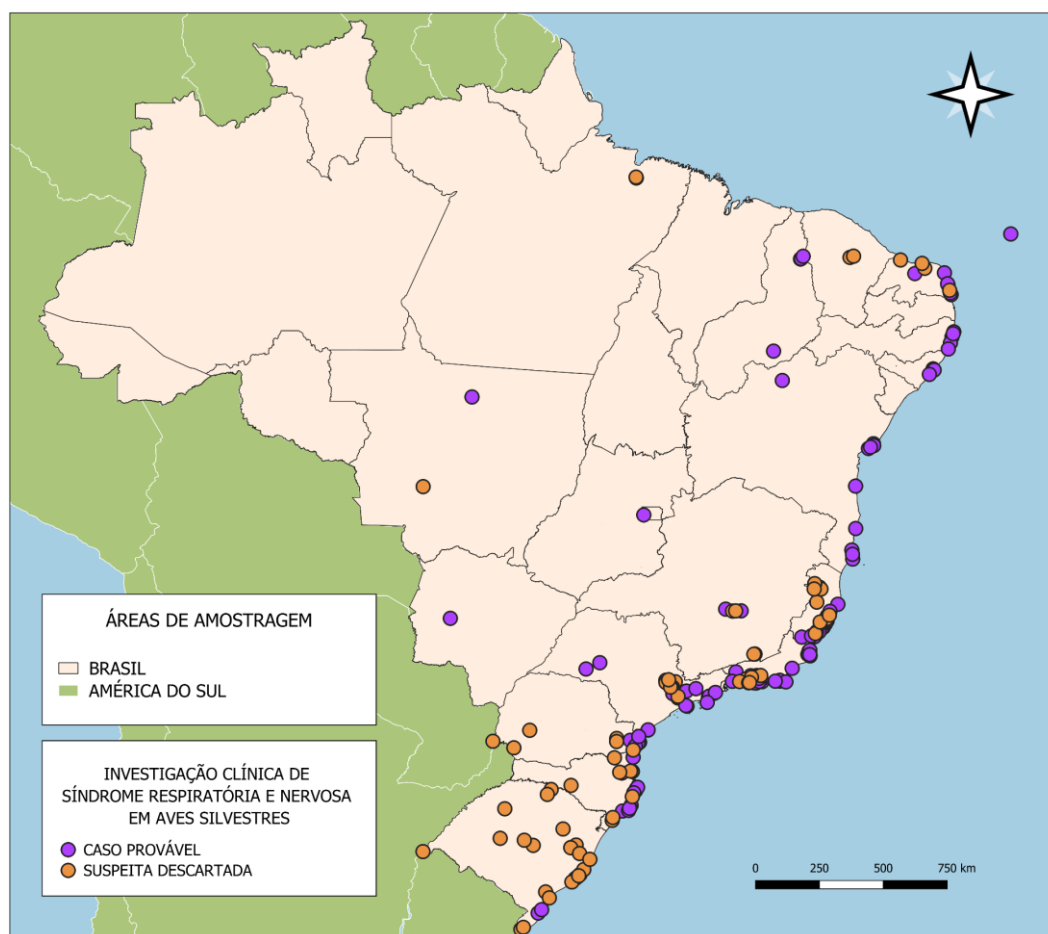 ÁREAS DE AMOSTRAGEM
BRASIL
AMÉRICA DO SUL
INVESTIGAÇÃO CLÍNICA DE
SÍNDROME RESPIRATÓRIA E NERVOSA
EM AVES SILVESTRES
CASO PROVÁVEL
SUSPEITA DESCARTADA
0 250 500 750 km